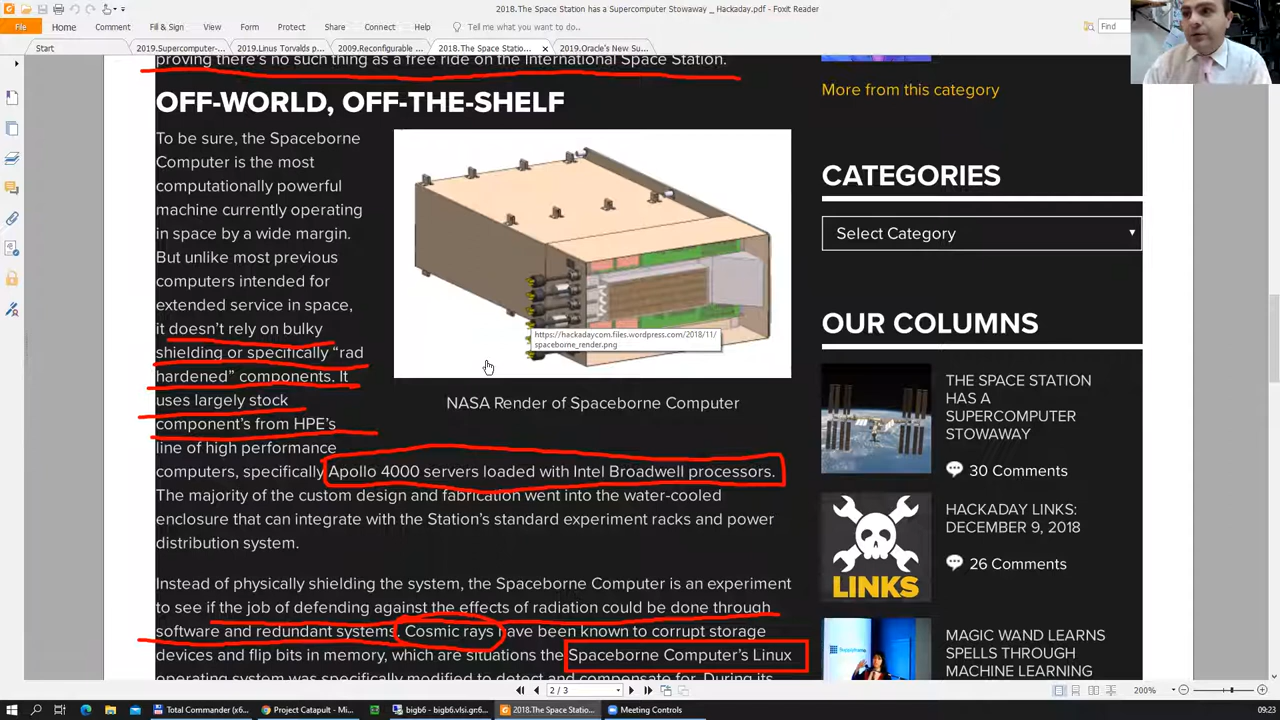 2018.The Space Station has a Supercomputer Stowaway _ Hackaday.pdf - Foxit Reader
File Home Comment Fill & Sign Form Protect Share Connect Help Tell me what you want to do... Find
Start 2019.Supercomputer-... 2019.Linus Torvalds p... 2009.Reconfigurable ... 2018.The Space Statio... 2019.Oracle's New Su...
proving there's no such thing as a free ride on the International Space Station.
OFF-WORLD, OFF-THE-SHELF
To be sure, the Spaceborne
Computer is the most
computationally powerful
machine currently operating
in space by a wide margin.
But unlike most previous
computers intended for
extended service in space,
it doesn't rely on bulky
shielding or specifically “rad
hardened” components. It
uses largely stock
component's from HPE's
line of high performance
computers, specifically Apollo 4000 servers loaded with Intel Broadwell processors.
The majority of the custom design and fabrication went into the water-cooled
enclosure that can integrate with the Station's standard experiment racks and power
distribution system.
https://hackadaycom.files.wordpress.com/2018/11/
spaceborne_render.png
NASA Render of Spaceborne Computer
Instead of physically shielding the system, the Spaceborne Computer is an experiment
to see if the job of defending against the effects of radiation could be done through
software and redundant systems. Cosmic rays have been known to corrupt storage
devices and flip bits in memory, which are situations the Spaceborne Computer's Linux
operating system was specifically modified to detect and compensate for. During its
More from this category
CATEGORIES
Select Category
OUR COLUMNS
THE SPACE STATION
HAS A
SUPERCOMPUTER
STOWAWAY
30 Comments
LINKS
HACKADAY LINKS:
DECEMBER 9, 2018
26 Comments
MAGIC WAND LEARNS
SPELLS THROUGH
MACHINE LEARNING
2 / 3
200%
Total Commander (x6... Project Catapult - Mi... bigb6 - bigb6.vlsi.gr:6... 2018.The Space Statio... Meeting Controls 09:23